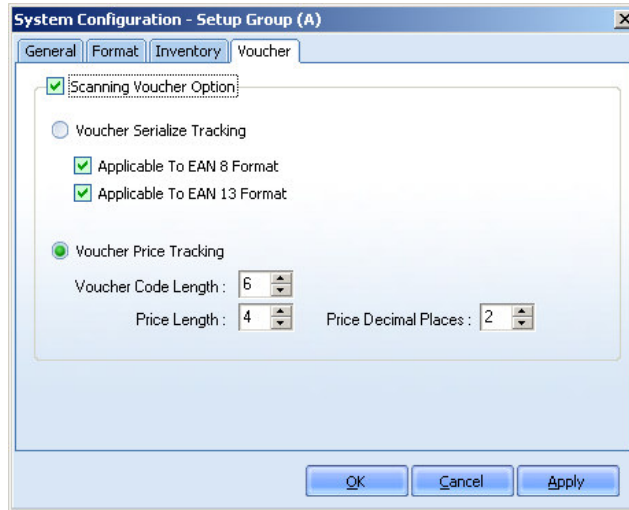 System Configuration - Setup Group (A)
General Format Inventory Voucher
Scanning Voucher Option
Voucher Serialize Tracking
Applicable To EAN 8 Format
Applicable To EAN 13 Format
Voucher Price Tracking
Voucher Code Length : 6
Price Length : 4 Price Decimal Places : 2
OK Cancel Apply